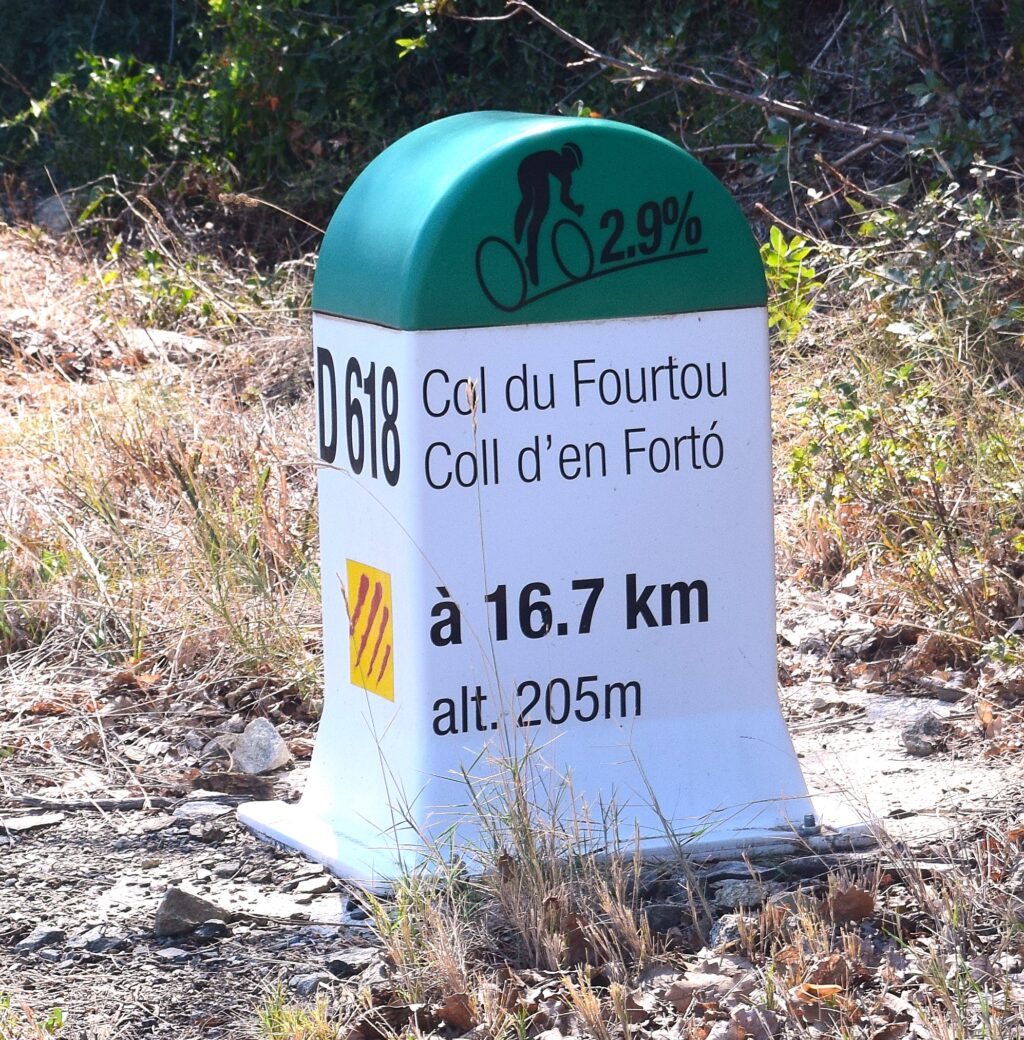 2.9%
D 618
Col du Fourtou
Coll d'en Fortó
à 16.7 km
alt. 205m